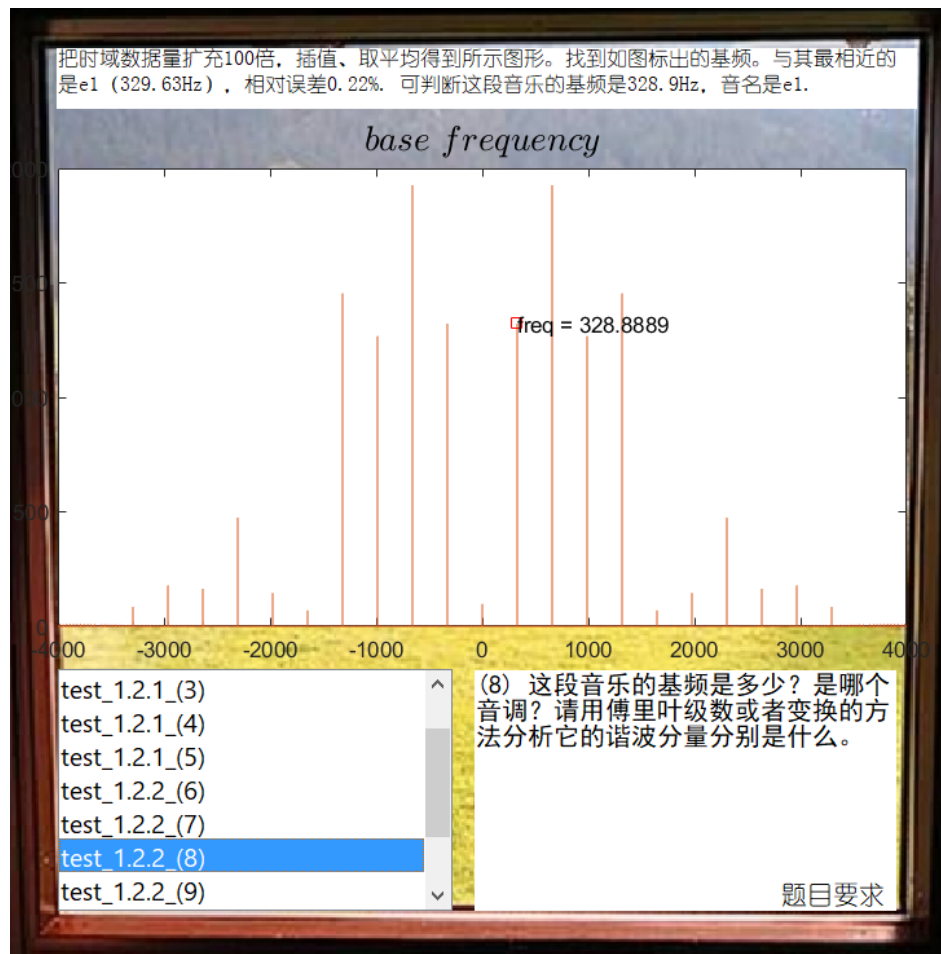 把时域数据量扩充100倍，插值、取平均得到所示图形。找到如图标出的基频。与其最相近的
是e1（329.63Hz），相对误差0.22%. 可判断这段音乐的基频是328.9Hz，音名是e1.
base frequency
000
500
freq = 328.8889
000
500
0
-4000 -3000 -2000 -1000 0 1000 2000 3000 4000
test_1.2.1_(3)
test_1.2.1_(4)
test_1.2.1_(5)
test_1.2.2_(6)
test_1.2.2_(7)
test_1.2.2_(8)
test_1.2.2_(9)
(8) 这段音乐的基频是多少？是哪个
音调？请用傅里叶级数或者变换的方
法分析它的谐波分量分别是什么。
题目要求